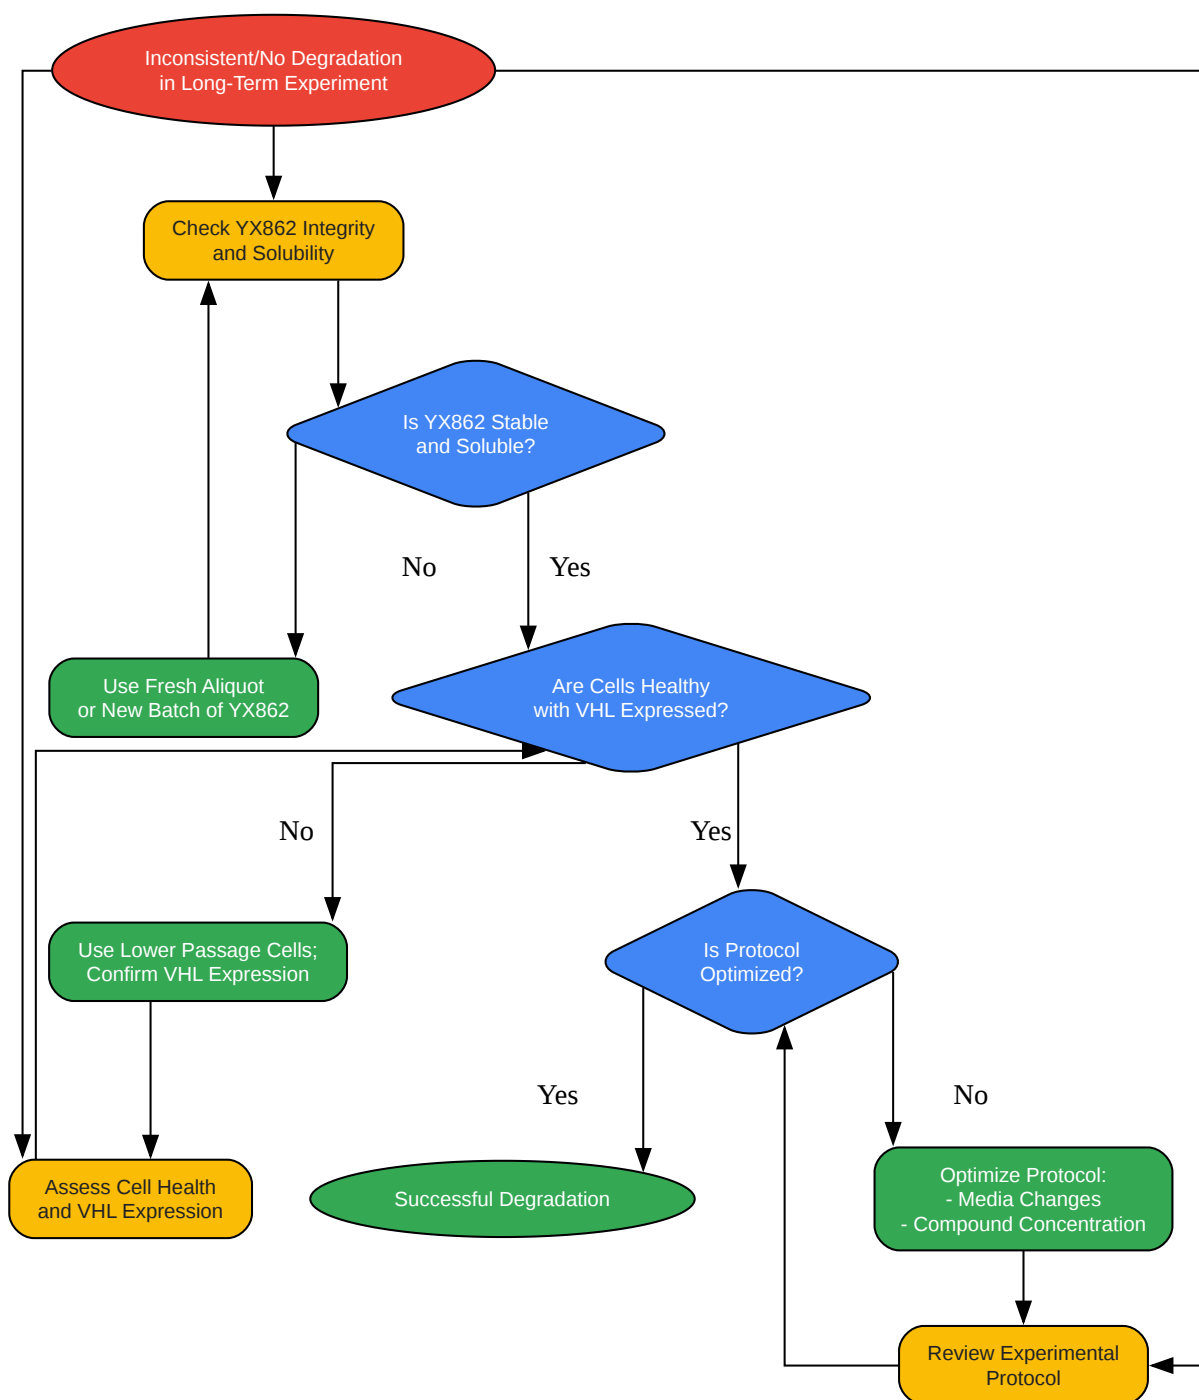 Inconsistent/No Degradation
in Long-Term Experiment
Check YX862 Integrity
and Solubility
Is YX862 Stable
and Soluble?
No
Yes
Use Fresh Aliquot
or New Batch of YX862
Are Cells Healthy
with VHL Expressed?
No
Yes
Use Lower Passage Cells;
Confirm VHL Expression
Is Protocol
Optimized?
Yes
No
Assess Cell Health
and VHL Expression
Successful Degradation
Optimize Protocol:
- Media Changes
- Compound Concentration
Review Experimental
Protocol